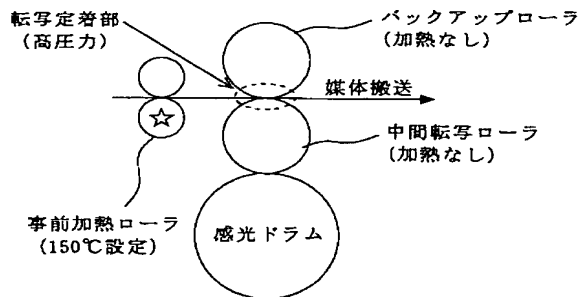 転写定着部
(高圧力)
バックアップローラ
(加熱なし)
媒体搬送
中間転写ローラ
(加熱なし)
事前加熱ローラ
(150℃設定)
感光ドラム